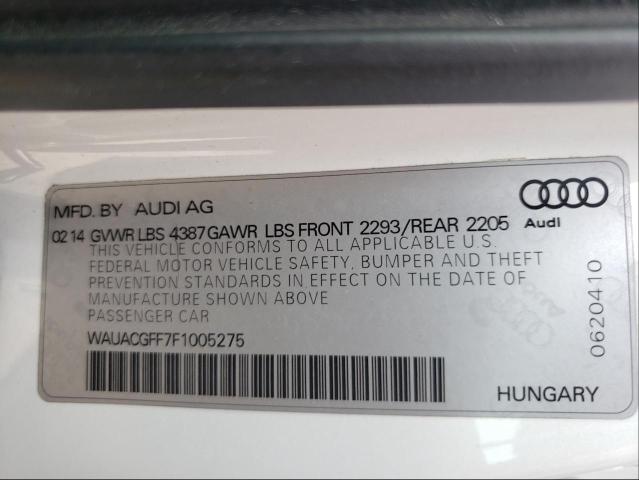 MFD. BY AUDI AG
02 14 GVWR LBS 4387 GAWR LBS FRONT 2293/REAR 2205
Audi
THIS VEHICLE CONFORMS TO ALL APPLICABLE U.S.
FEDERAL MOTOR VEHICLE SAFETY, BUMPER AND THEFT
PREVENTION STANDARDS IN EFFECT ON THE DATE OF
MANUFACTURE SHOWN ABOVE
PASSENGER CAR
WAUACGFF7F1005275
HUNGARY
0620410